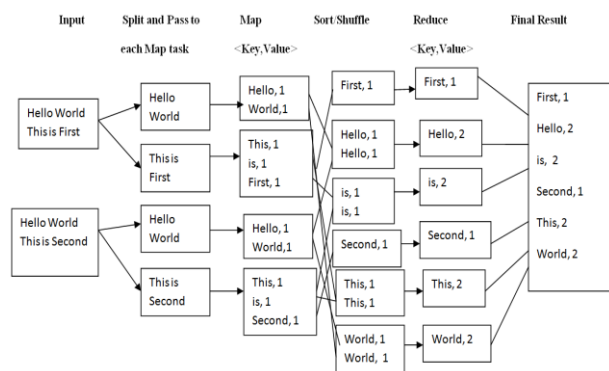 Input
Split and Pass to
each Map task
Map
<Key,Value>
Sort/Shuffle
Reduce
<Key,Value>
Final Result
Hello World
This is First
Hello World
This is Second
Hello
World
This is
First
Hello
World
This is
Second
Hello, 1
World,1
This, 1
is, 1
First, 1
Hello, 1
World,1
This, 1
is, 1
Second, 1
First, 1
Hello, 1
Hello, 1
is, 1
is, 1
Second, 1
This, 1
This, 1
World, 1
World, 1
First, 1
Hello, 2
is, 2
Second, 1
This, 2
World, 2
First, 1
Hello, 2
is, 2
Second, 1
This, 2
World, 2